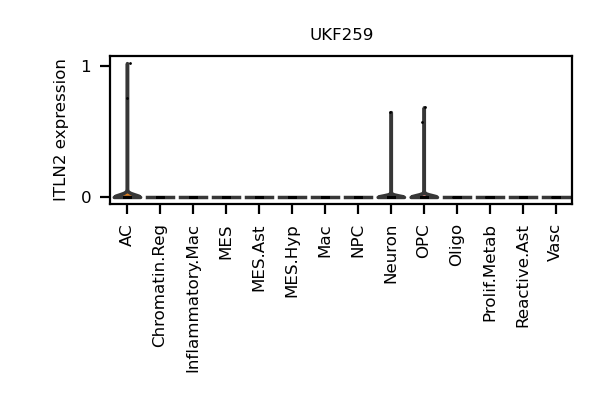 UKF259
ITLN2 expression
1
0
AC
Chromatin.Reg
Inflammatory.Mac
MES
MES.Ast
MES.Hyp
Mac
NPC
Neuron
OPC
Oligo
Prolif.Metab
Reactive.Ast
Vasc